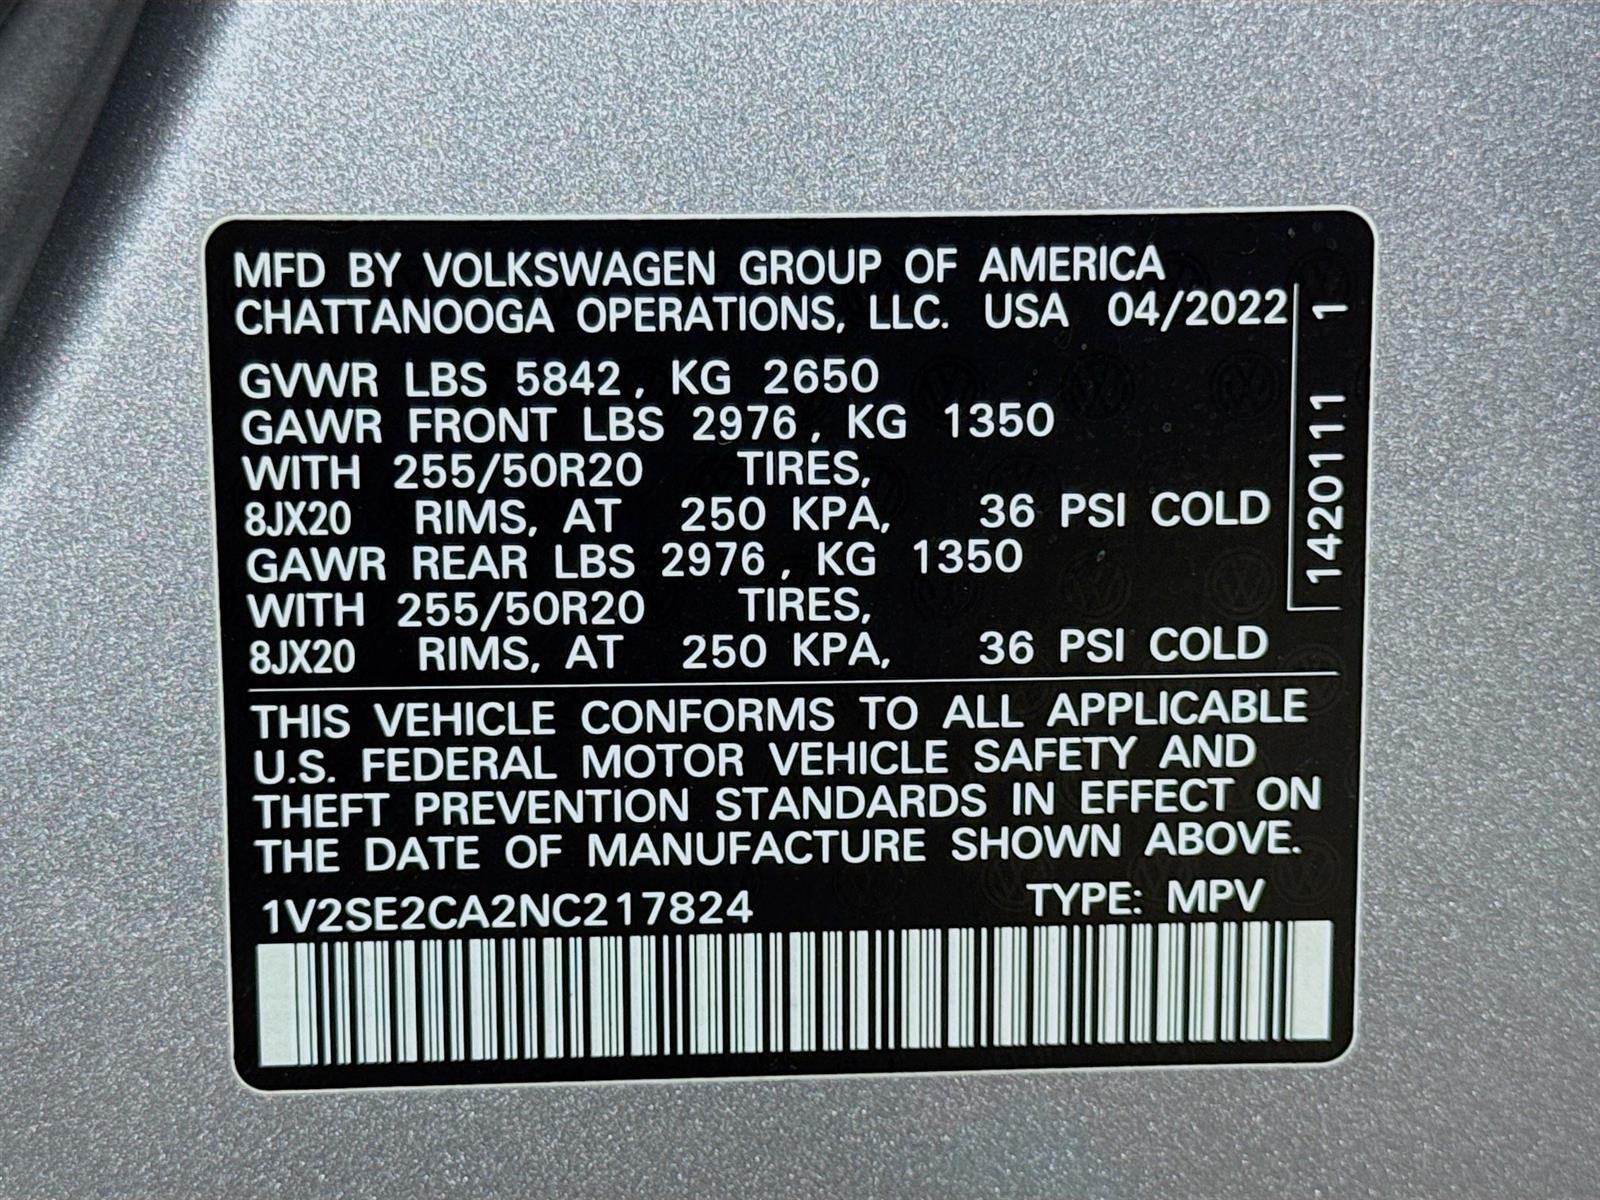 MFD BY VOLKSWAGEN GROUP OF AMERICA
CHATTANOOGA OPERATIONS, LLC. USA 04/2022
GVWR LBS 5842, KG 2650
GAWR FRONT LBS 2976, KG 1350
WITH 255/50R20 TIRES,
8JX20 RIMS, AT 250 KPA, 36 PSI COLD
GAWR REAR LBS 2976, KG 1350
WITH 255/50R20 TIRES,
8JX20 RIMS, AT 250 KPA, 36 PSI COLD
1420111 1
THIS VEHICLE CONFORMS TO ALL APPLICABLE
U.S. FEDERAL MOTOR VEHICLE SAFETY AND
THEFT PREVENTION STANDARDS IN EFFECT ON
THE DATE OF MANUFACTURE SHOWN ABOVE.
1V2SE2CA2NC217824 TYPE: MPV